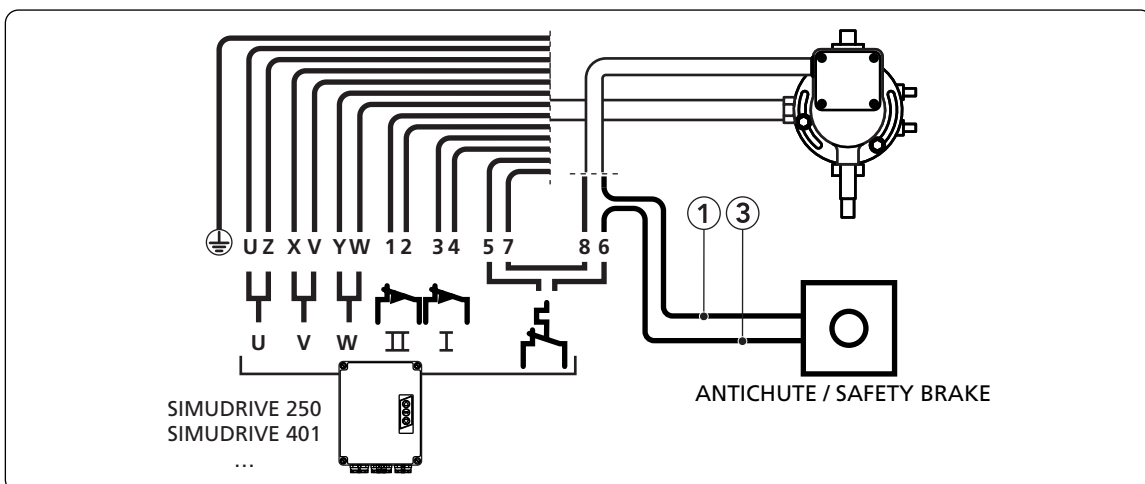 1 3
U Z X V Y W 1 2 3 4 5 7 8 6
U V W II I
ANTICHUTE / SAFETY BRAKE
SIMUDRIVE 250
SIMUDRIVE 401
...